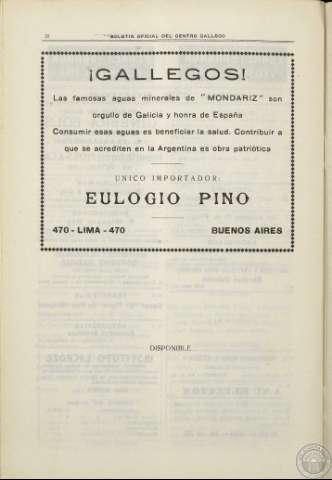 BOLETIN OFICIAL DEL CENTRO GALLEGO
¡GALLEGOS!
Las famosas aguas minerales de "MONDARIZ" son
orgullo de Galicia y honra de España
Consumir esas aguas es beneficiar la salud. Contribuir a
que se acrediten en la Argentina es obra patriótica
UNICO IMPORTADOR:
EULOGIO PINO
470 - LIMA - 470 BUENOS AIRES
DISPONIBLE